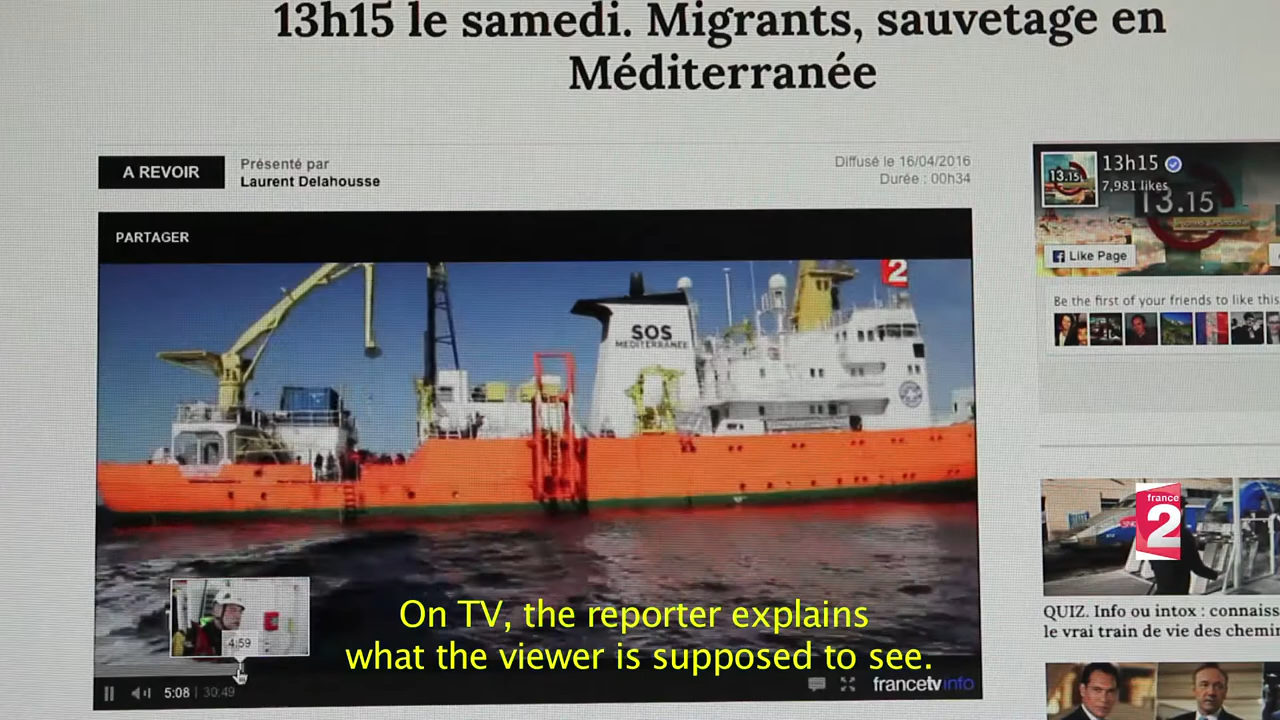 13h15 le samedi. Migrants, sauvetage en
Méditerranée
A REVOIR
Présenté par
Laurent Delahousse
Diffusé le 16/04/2016
Durée : 00h34
PARTAGER
2
SOS
MEDITERRANEE
4:59
5:08 | 30:49
francetvinfo
13h15
7,981 likes
13.15
13.15
Like Page
Be the first of your friends to like this
france
2
QUIZ. Info ou intox : connaiss
le vrai train de vie des chemin
On TV, the reporter explains
what the viewer is supposed to see.